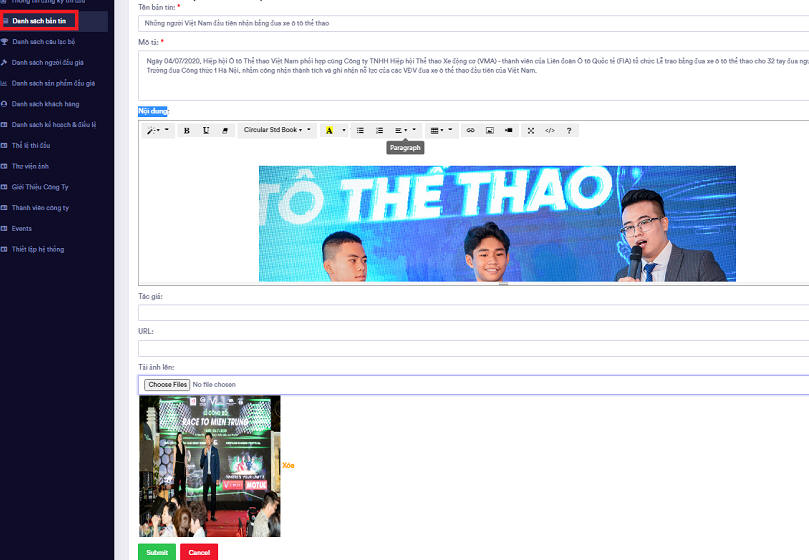 Thông tin đăng ký thi đấu
Danh sách bản tin
Danh sách câu lạc bộ
Danh sách người đấu giá
Danh sách sản phẩm đấu giá
Danh sách khách hàng
Danh sách kế hoạch & điều lệ
Thể lệ thi đấu
Thư viện ảnh
Giới Thiệu Công Ty
Thành viên công ty
Events
Thiết lập hệ thống
Tên bản tin: *
Những người Việt Nam đầu tiên nhận bằng đua xe ô tô thể thao
Mô tả: *
Ngày 04/07/2020, Hiệp hội Ô tô Thể thao Việt Nam phối hợp cùng Công ty TNHH Hiệp hội Thể thao Xe động cơ (VMA) - thành viên của Liên đoàn Ô tô Quốc tế (FIA) tổ chức Lễ trao bằng đua xe ô tô thể thao cho 32 tay đua
Trường đua Công thức 1 Hà Nội, nhằm công nhận thành tích và ghi nhận nỗ lực của các VĐV đua xe ô tô thể thao đầu tiên của Việt Nam.
Nội dung:
B U Circular Std Book A </> ?
Paragraph
TÔ THỂ THAO
Tác giả:
URL:
Tải ảnh lên:
Choose Files No file chosen
LỄ CÔNG BỐ
RACE TO MIEN TRUNG
MOTUL
Xóa
Submit Cancel